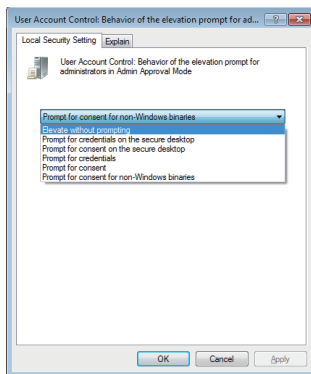 User Account Control: Behavior of the elevation prompt for ad...
Local Security Setting
Explain
User Account Control: Behavior of the elevation prompt for
administrators in Admin Approval Mode
Prompt for consent for non-Windows binaries
Elevate without prompting
Prompt for credentials on the secure desktop
Prompt for consent on the secure desktop
Prompt for credentials
Prompt for consent
Prompt for consent for non-Windows binaries
OK
Cancel
Apply